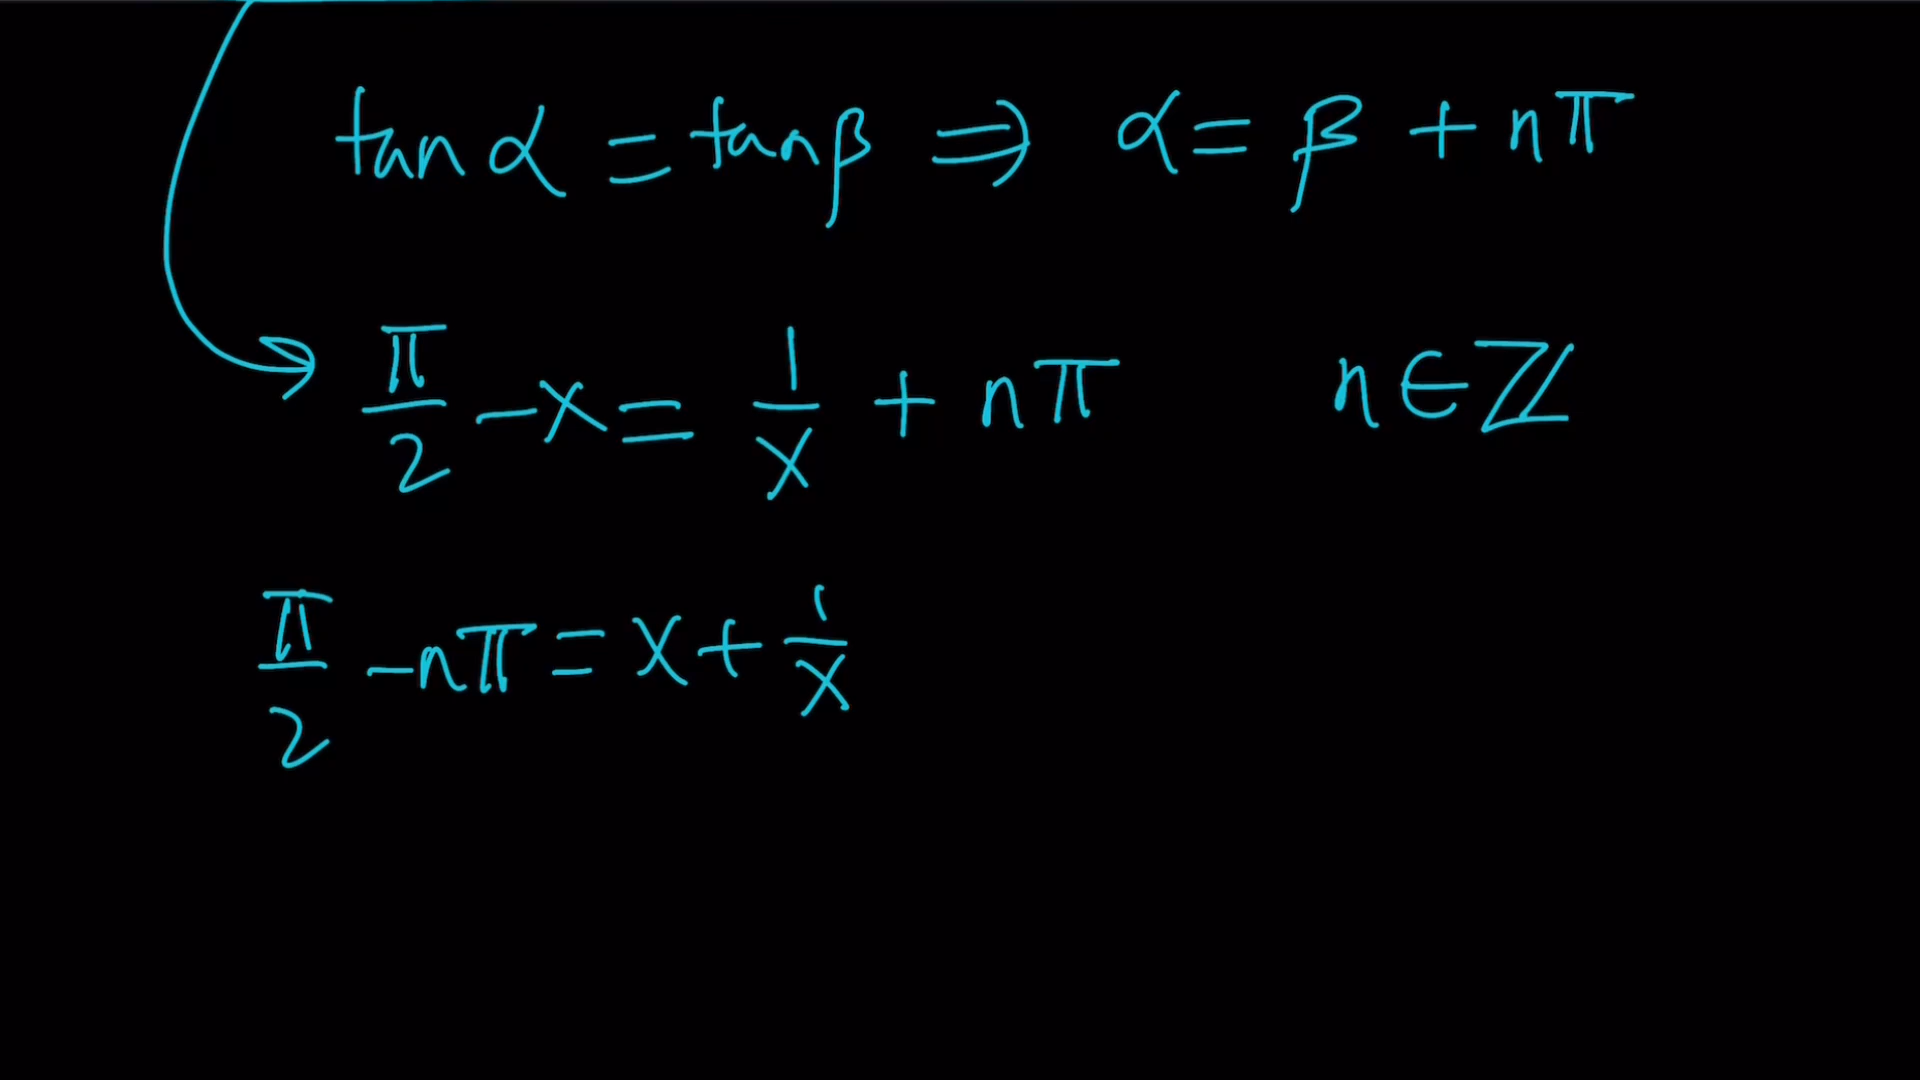 tan α = tan β ⇒ α = β + nπ
π/2 - x = 1/x + nπ n ∈ ℤ
π/2 - nπ = x + 1/x